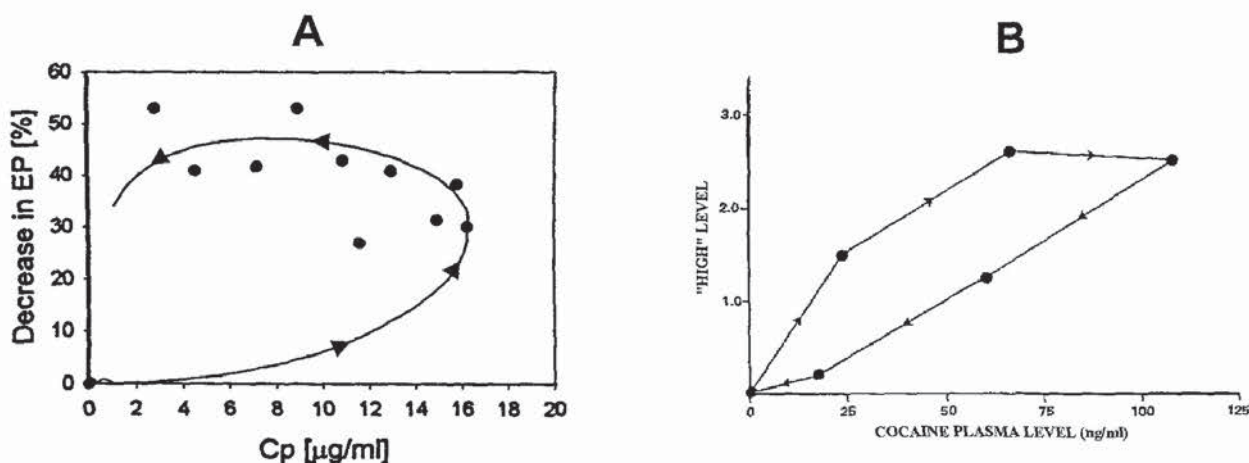 A
Decrease in EP [%]
60
50
40
30
20
10
0
0 2 4 6 8 10 12 14 16 18 20
Cp [µg/ml]
B
"HIGH" LEVEL
3.0
2.0
1.0
0 25 50 75 100 125
COCAINE PLASMA LEVEL (ng/ml)